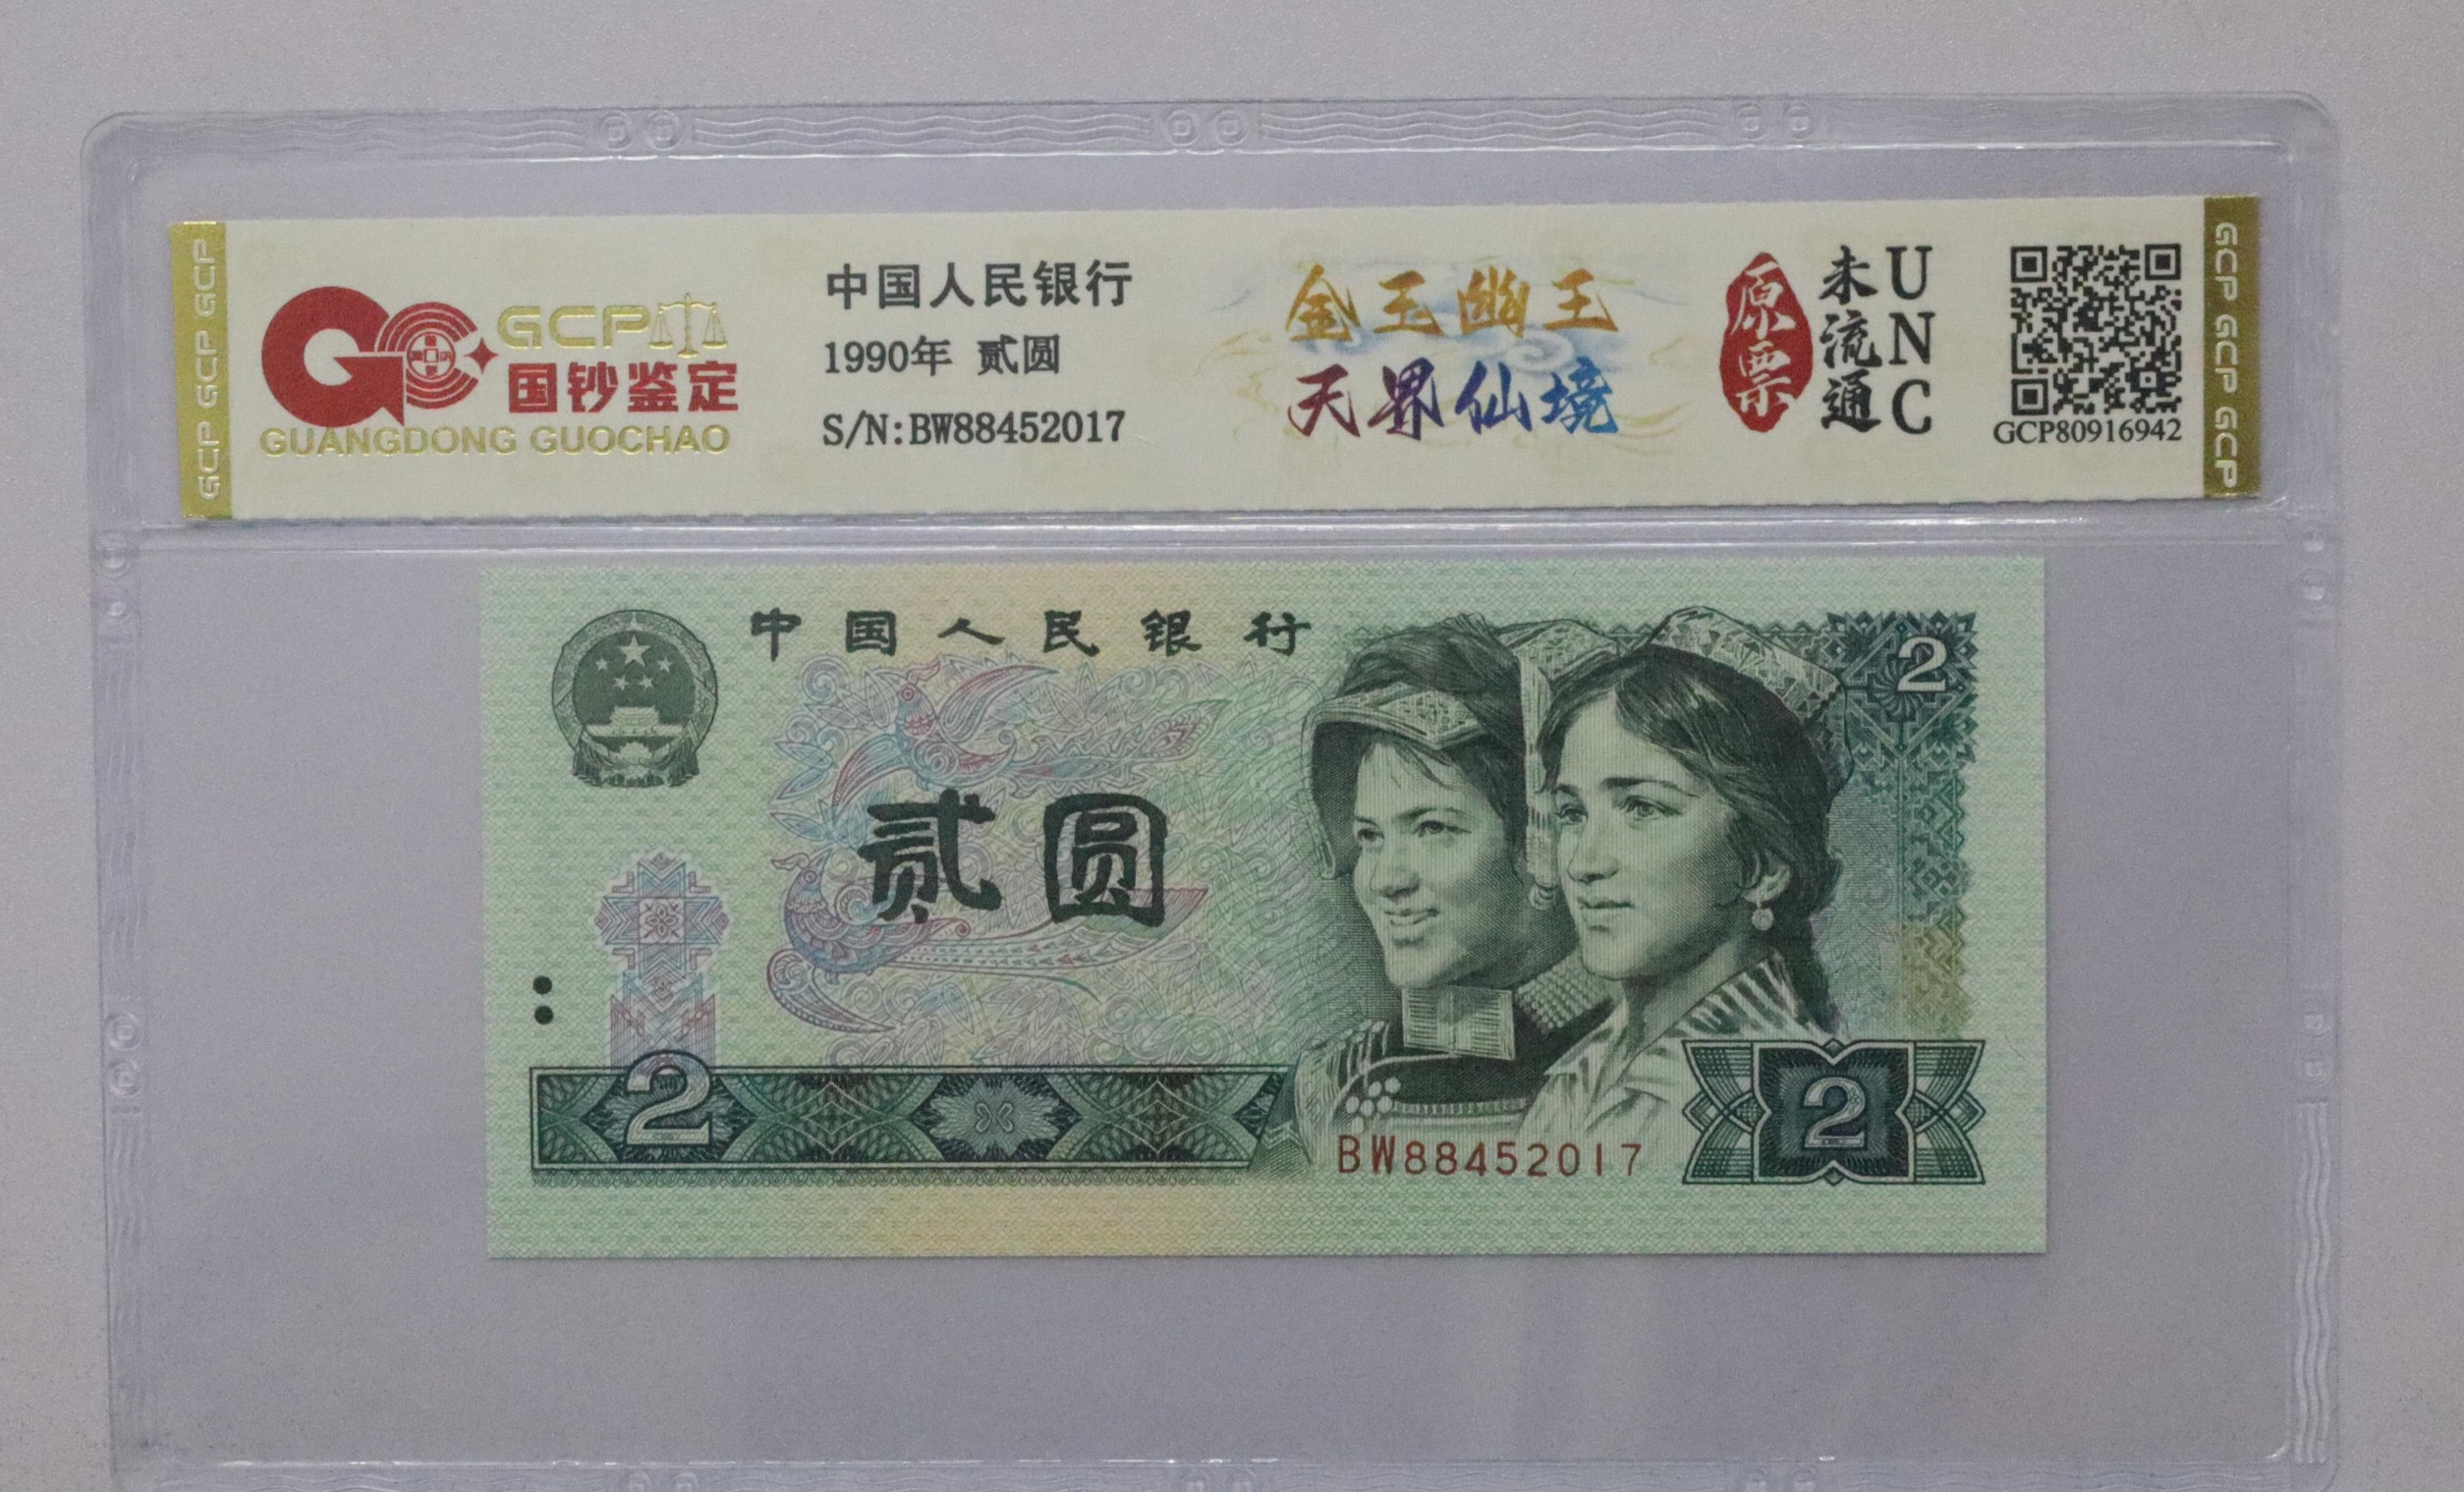 GCP GCP GCP
GCP
国钞鉴定
GUANGDONG GUOCHAO
中国人民银行
1990年 贰圆
S/N:BW88452017
金玉幽王
天界仙境
原票
未流通
UNC
GCP80916942
GCP GCP GCP
中国人民银行
2
贰圆
2
BW88452017
2